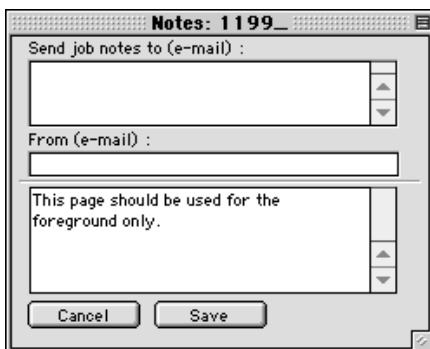 Notes: 1199_
Send job notes to (e-mail) :
From (e-mail) :
This page should be used for the
foreground only.
Cancel
Save